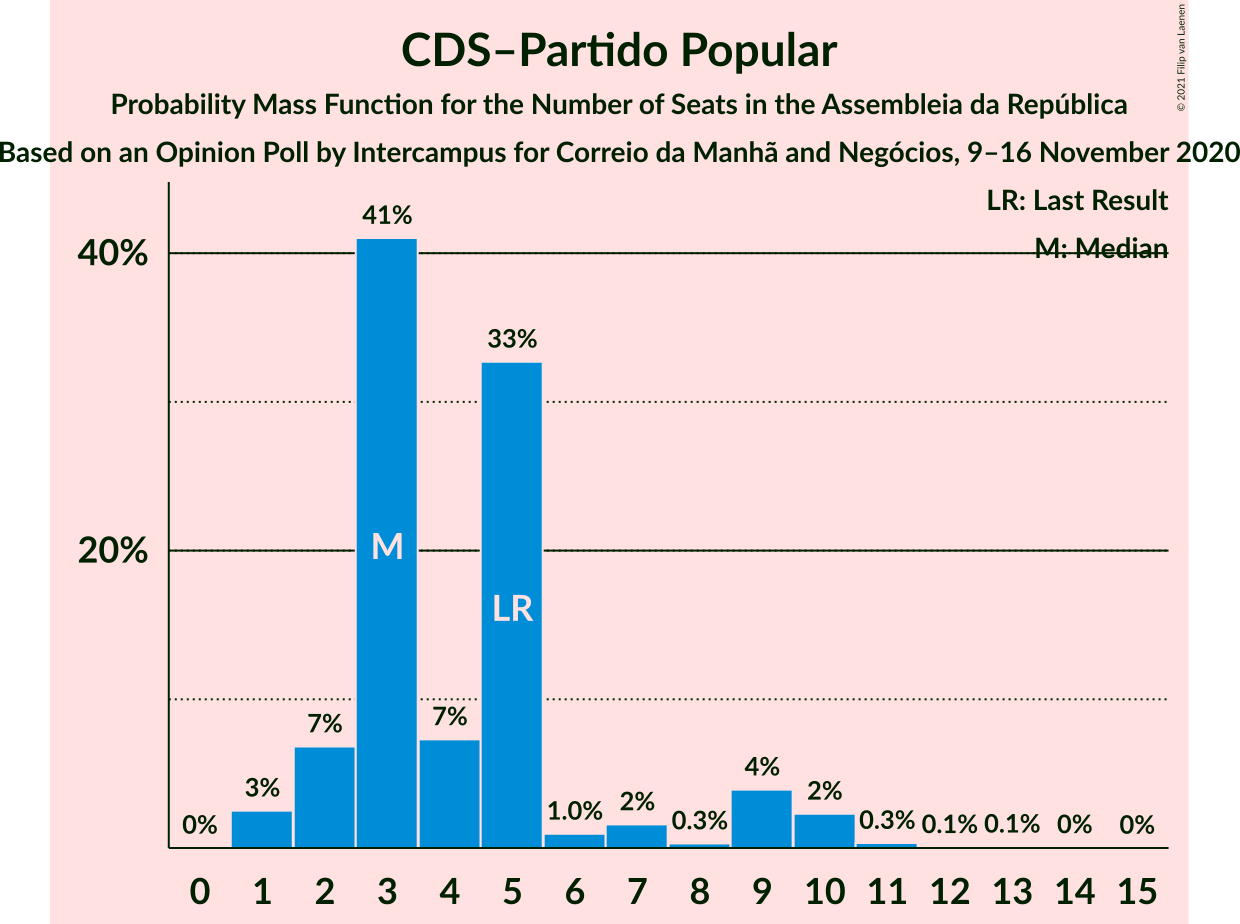 CDS–Partido Popular
Probability Mass Function for the Number of Seats in the Assembleia da República
Based on an Opinion Poll by Intercampus for Correio da Manhã and Negócios, 9–16 November 2020
© 2021 Filip van Laenen
LR: Last Result
M: Median
40%
20%
0%
3%
7%
41%
7%
33%
1.0%
2%
0.3%
4%
2%
0.3%
0.1%
0.1%
0%
0%
M
LR
0 1 2 3 4 5 6 7 8 9 10 11 12 13 14 15